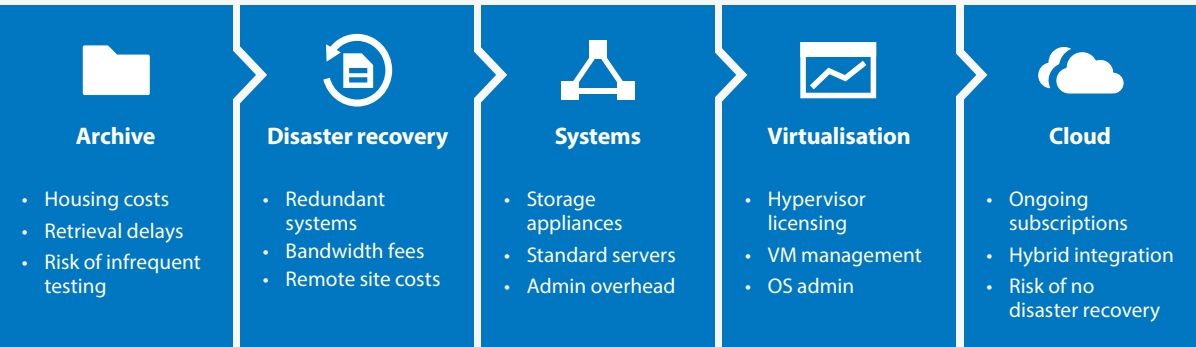 Archive
• Housing costs
• Retrieval delays
• Risk of infrequent
testing
Disaster recovery
• Redundant
systems
• Bandwidth fees
• Remote site costs
Systems
• Storage
appliances
• Standard servers
• Admin overhead
Virtualisation
• Hypervisor
licensing
• VM management
• OS admin
Cloud
• Ongoing
subscriptions
• Hybrid integration
• Risk of no
disaster recovery